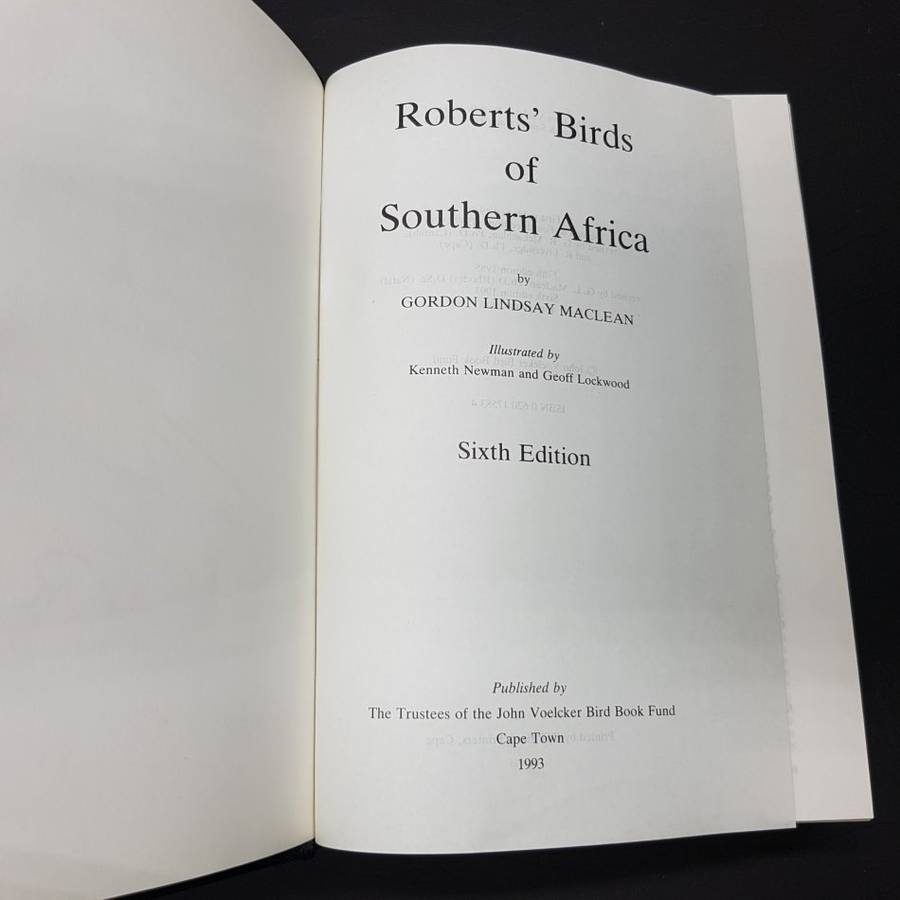 Roberts' Birds
of
Southern Africa
by
GORDON LINDSAY MACLEAN
Illustrated by
Kenneth Newman and Geoff Lockwood
Sixth Edition
Published by
The Trustees of the John Voelcker Bird Book Fund
Cape Town
1993